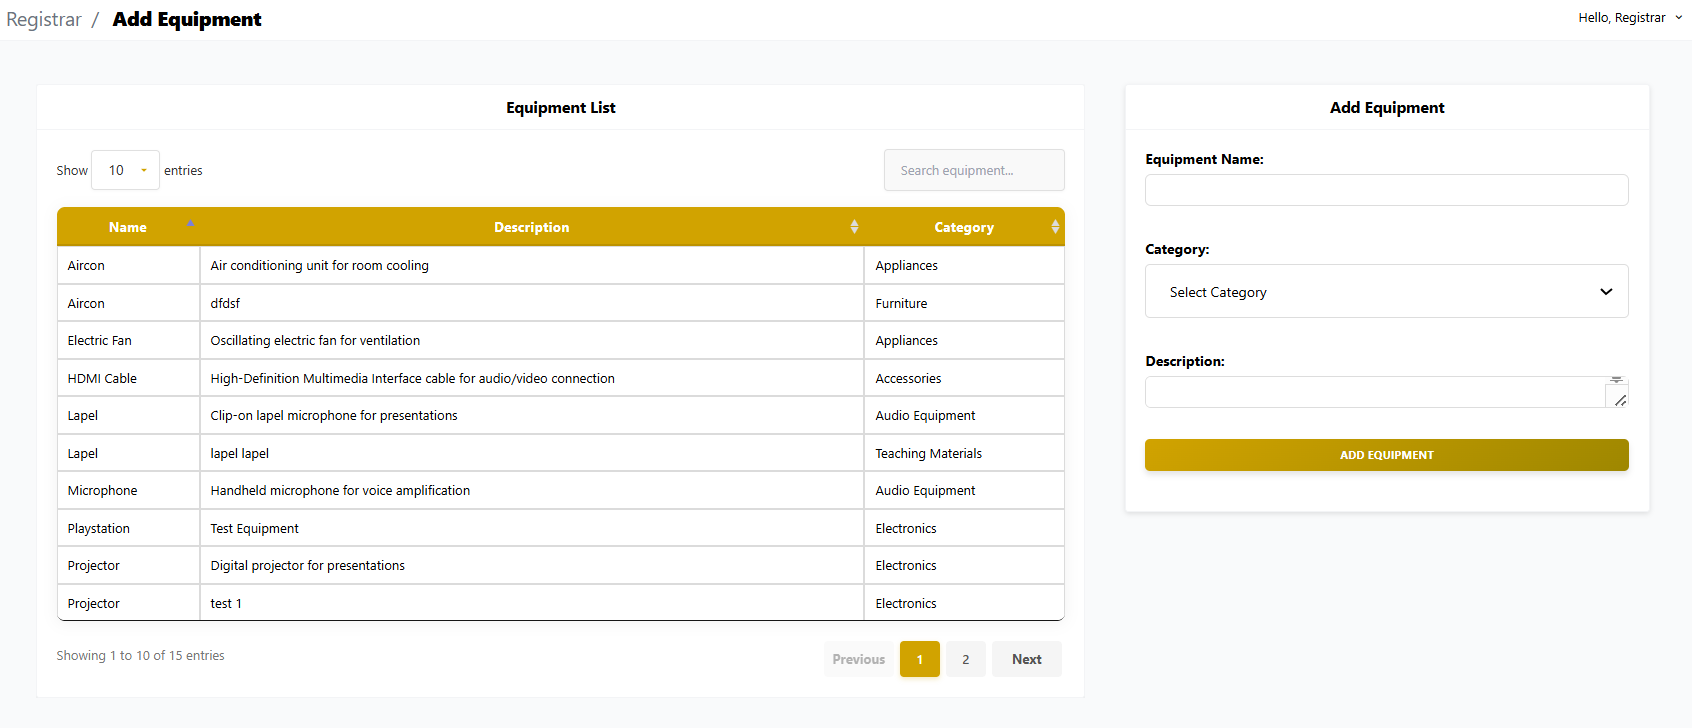 Registrar / Add Equipment
Hello, Registrar
Equipment List
Show 10 entries
Search equipment...
Name Description Category
Aircon Air conditioning unit for room cooling Appliances
Aircon dfdsf Furniture
Electric Fan Oscillating electric fan for ventilation Appliances
HDMI Cable High-Definition Multimedia Interface cable for audio/video connection Accessories
Lapel Clip-on lapel microphone for presentations Audio Equipment
Lapel lapel lapel Teaching Materials
Microphone Handheld microphone for voice amplification Audio Equipment
Playstation Test Equipment Electronics
Projector Digital projector for presentations Electronics
Projector test 1 Electronics
Showing 1 to 10 of 15 entries
Previous 1 2 Next
Add Equipment
Equipment Name:
Category:
Select Category
Description:
ADD EQUIPMENT